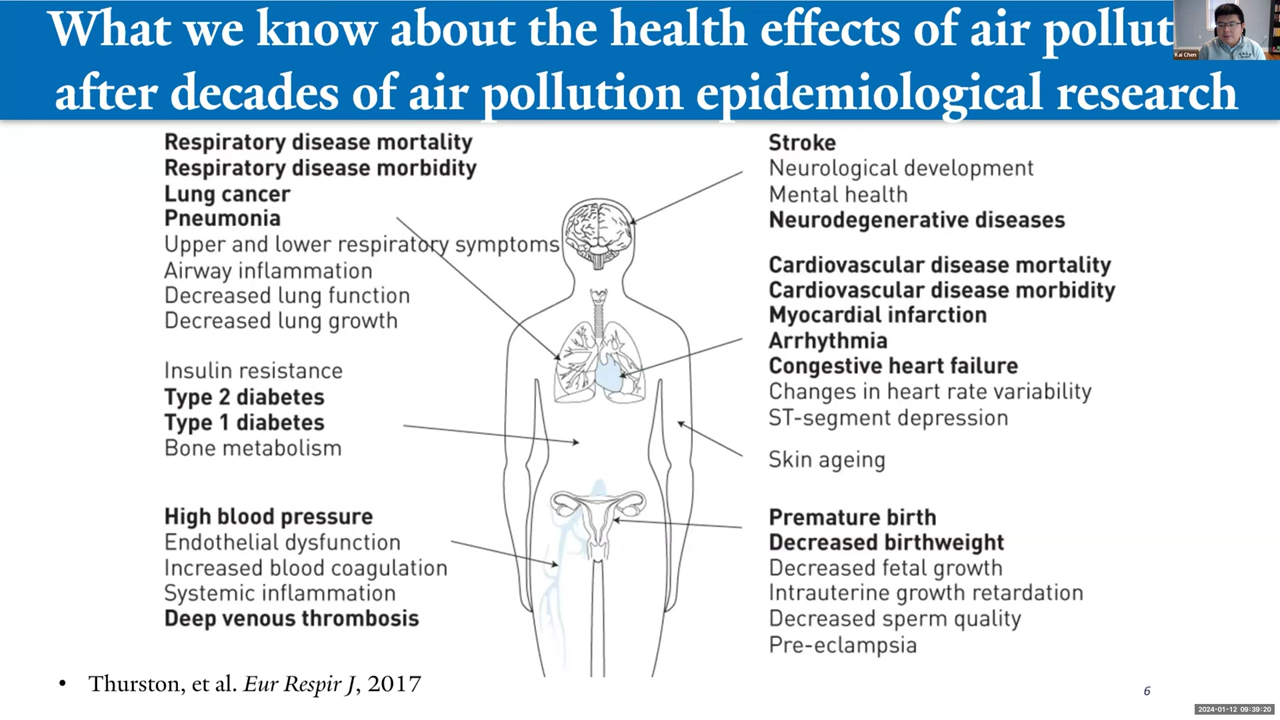 What we know about the health effects of air pollut
after decades of air pollution epidemiological research
Kai Chen
Respiratory disease mortality
Respiratory disease morbidity
Lung cancer
Pneumonia
Upper and lower respiratory symptoms
Airway inflammation
Decreased lung function
Decreased lung growth
Insulin resistance
Type 2 diabetes
Type 1 diabetes
Bone metabolism
High blood pressure
Endothelial dysfunction
Increased blood coagulation
Systemic inflammation
Deep venous thrombosis
Stroke
Neurological development
Mental health
Neurodegenerative diseases
Cardiovascular disease mortality
Cardiovascular disease morbidity
Myocardial infarction
Arrhythmia
Congestive heart failure
Changes in heart rate variability
ST-segment depression
Skin ageing
Premature birth
Decreased birthweight
Decreased fetal growth
Intrauterine growth retardation
Decreased sperm quality
Pre-eclampsia
• Thurston, et al. Eur Respir J, 2017
6
2024-01-12 09:39:20